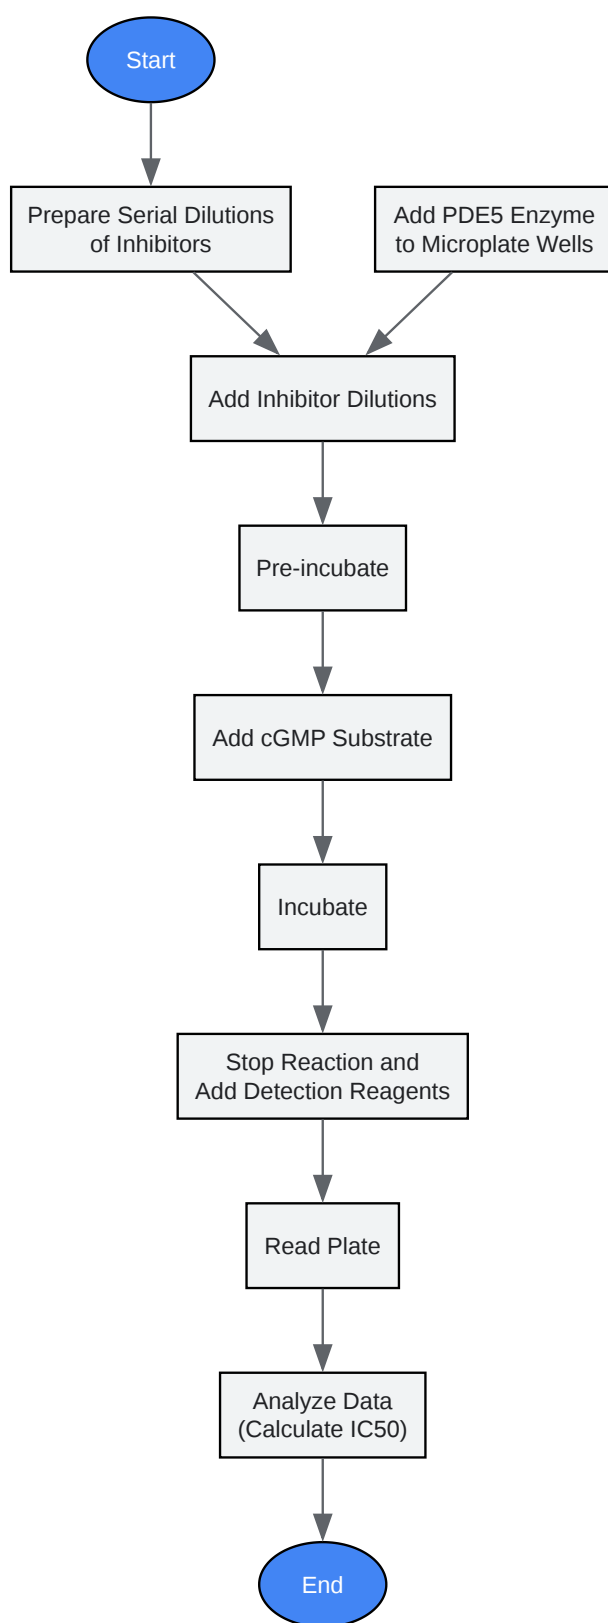 Start
Prepare Serial Dilutions
of Inhibitors
Add PDE5 Enzyme
to Microplate Wells
Add Inhibitor Dilutions
Pre-incubate
Add cGMP Substrate
Incubate
Stop Reaction and
Add Detection Reagents
Read Plate
Analyze Data
(Calculate IC50)
End